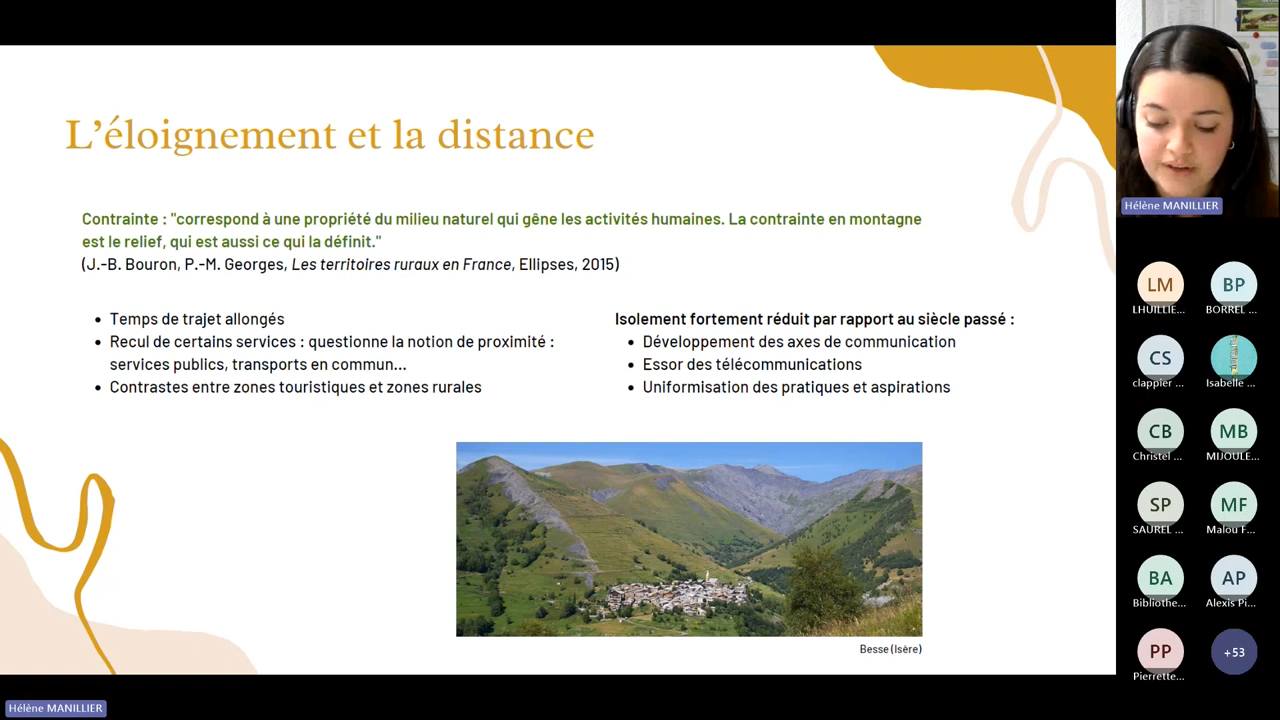 L'éloignement et la distance
Contrainte : "correspond à une propriété du milieu naturel qui gêne les activités humaines. La contrainte en montagne
est le relief, qui est aussi ce qui la définit."
(J.-B. Bouron, P.-M. Georges, Les territoires ruraux en France, Ellipses, 2015)
• Temps de trajet allongés
• Recul de certains services : questionne la notion de proximité :
services publics, transports en commun...
• Contrastes entre zones touristiques et zones rurales
Isolement fortement réduit par rapport au siècle passé :
• Développement des axes de communication
• Essor des télécommunications
• Uniformisation des pratiques et aspirations
Besse (Isère)
Hélène MANILLIER
Hélène MANILLIER
LM
LHUILLIE...
BP
BORREL ...
CS
clappier ...
Isabelle ...
CB
Christel ...
MB
MIJOULE...
SP
SAUREL ...
MF
Malou F...
BA
Bibliothe...
AP
Alexis Pi...
PP
Pierrette...
+53